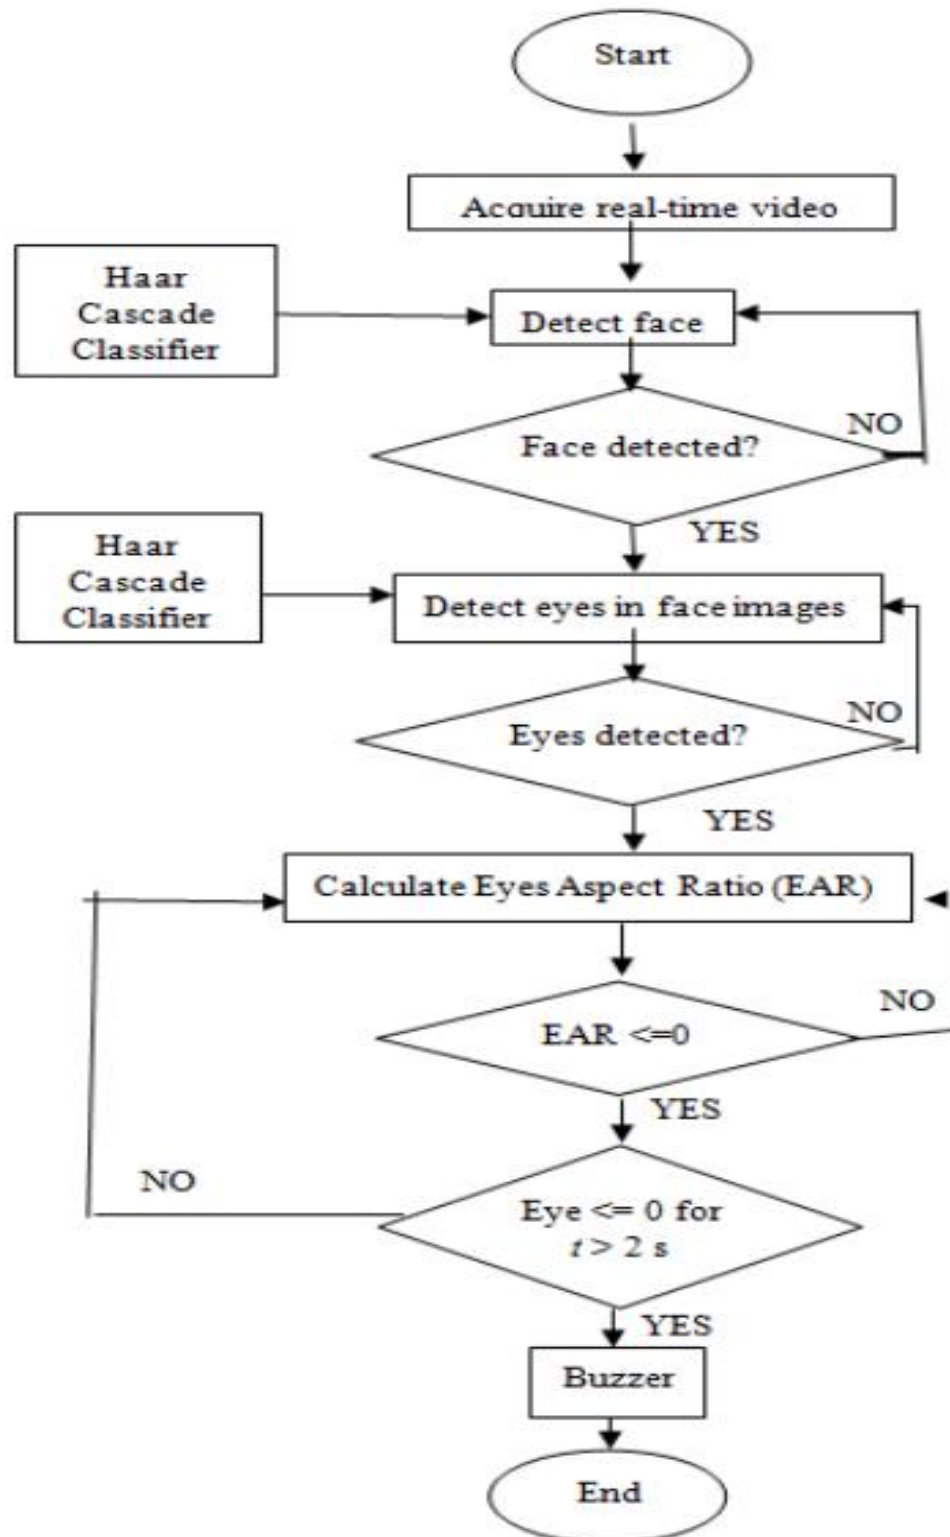 Start
Acquire real-time video
Haar
Cascade
Classifier
Detect face
NO
Face detected?
YES
Haar
Cascade
Classifier
Detect eyes in face images
NO
Eyes detected?
YES
Calculate Eyes Aspect Ratio (EAR)
NO
EAR <=0
YES
NO
Eye <= 0 for
t > 2 s
YES
Buzzer
End